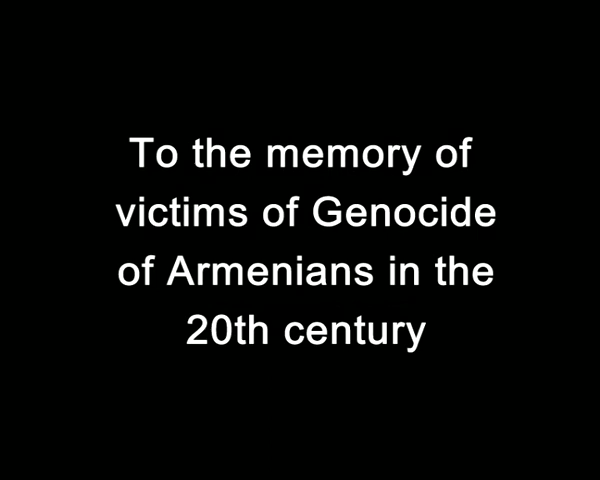 To the memory of
victims of Genocide
of Armenians in the
20th century